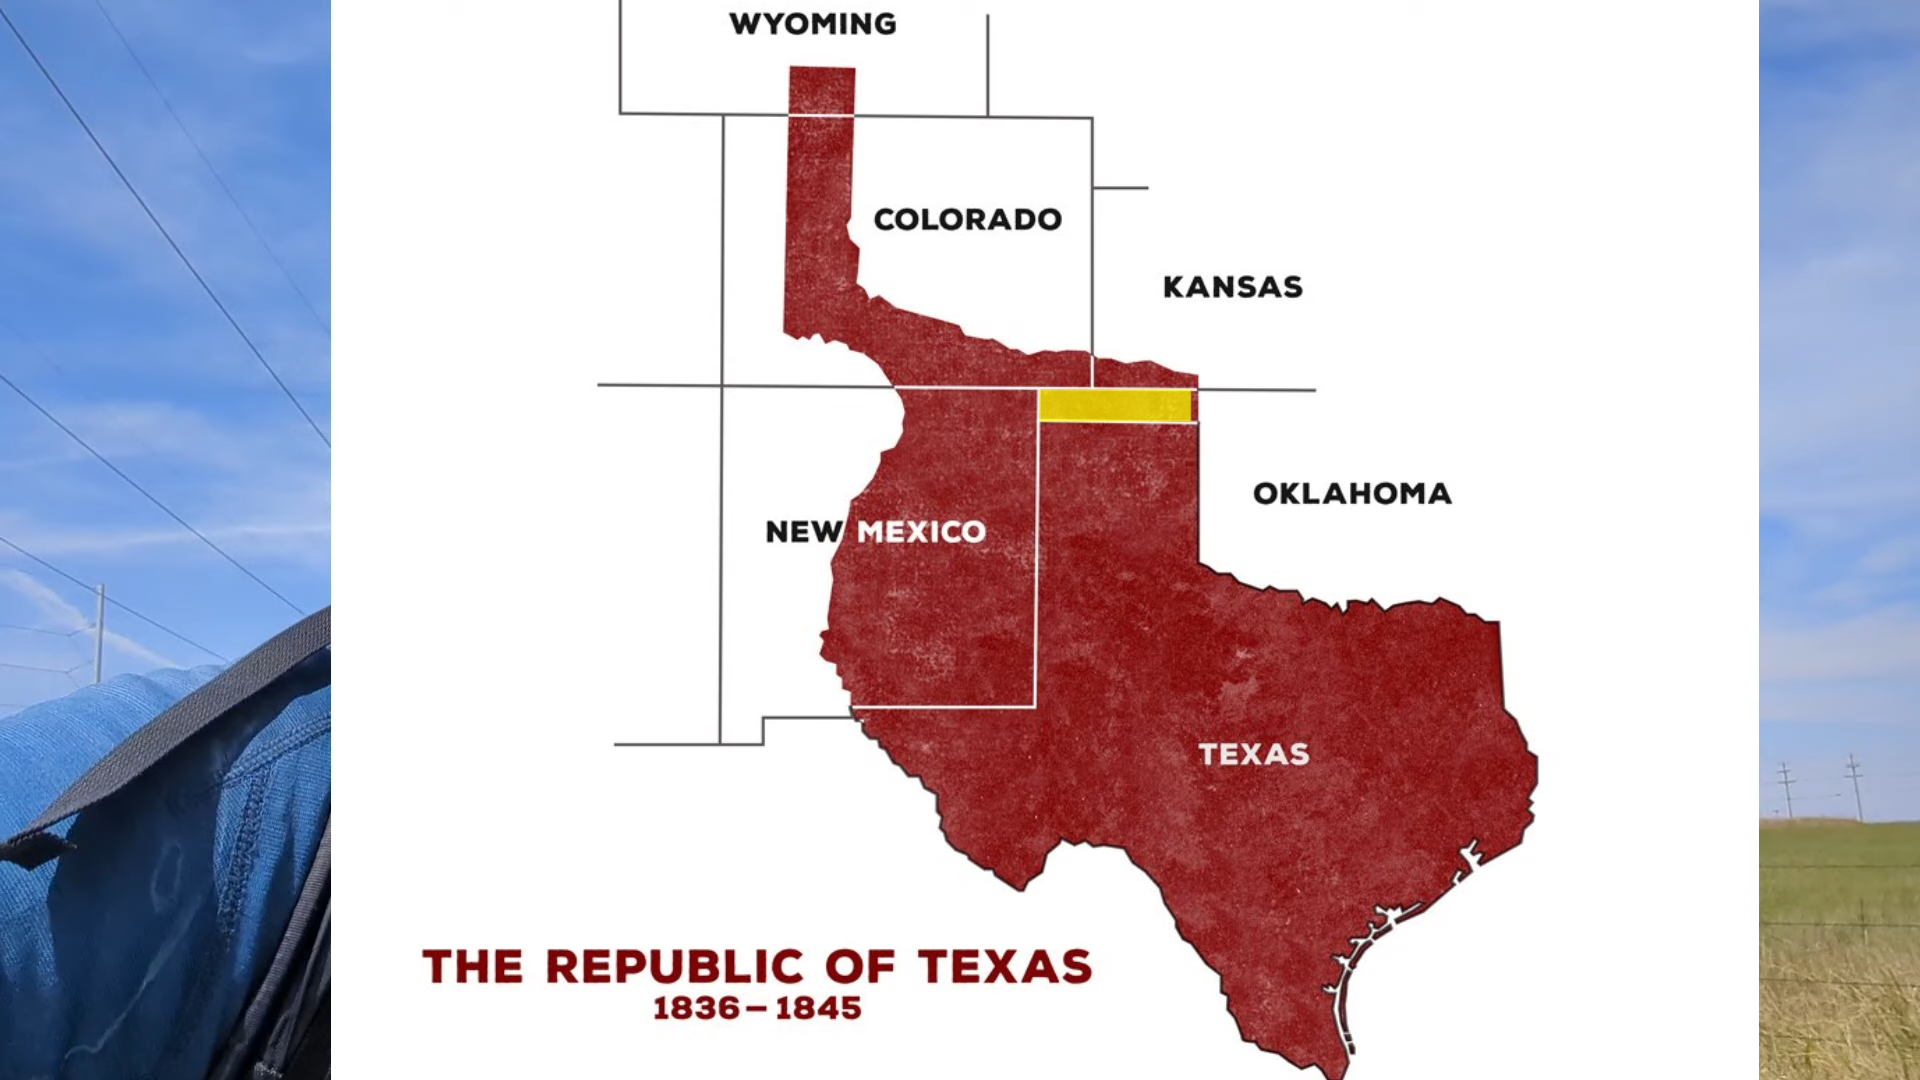 WYOMING
COLORADO
KANSAS
OKLAHOMA
NEW MEXICO
TEXAS
THE REPUBLIC OF TEXAS
1836–1845